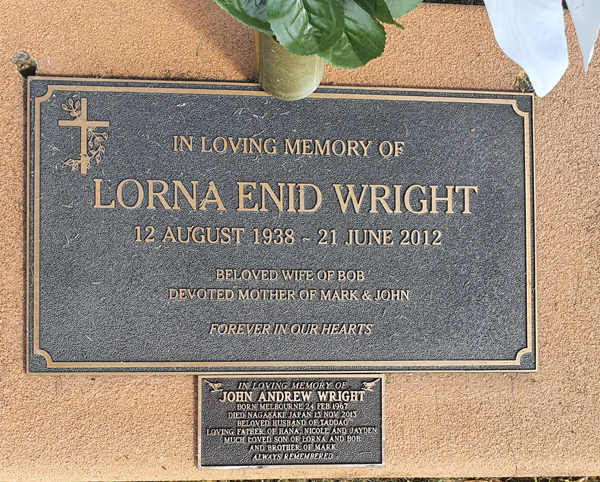 IN LOVING MEMORY OF
LORNA ENID WRIGHT
12 AUGUST 1938 ~ 21 JUNE 2012
BELOVED WIFE OF BOB
DEVOTED MOTHER OF MARK & JOHN
FOREVER IN OUR HEARTS
IN LOVING MEMORY OF
JOHN ANDREW WRIGHT
BORN MELBOURNE 24 FEB 1967
DIED NAGASAKI JAPAN 13 NOV 2013
BELOVED HUSBAND OF TADDAO
LOVING FATHER OF HANA, NICOLE AND JAYDEN
MUCH LOVED SON OF LORNA AND BOB
AND BROTHER OF MARK
ALWAYS REMEMBERED